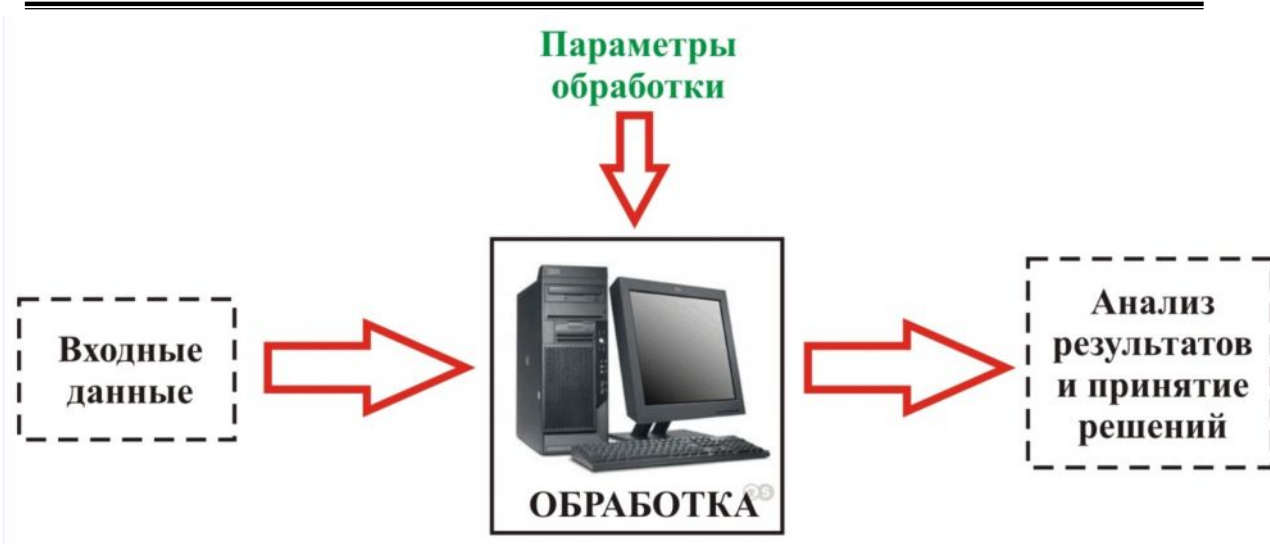 Параметры
обработки
Входные
данные
ОБРАБОТКА
Анализ
результатов
и принятие
решений